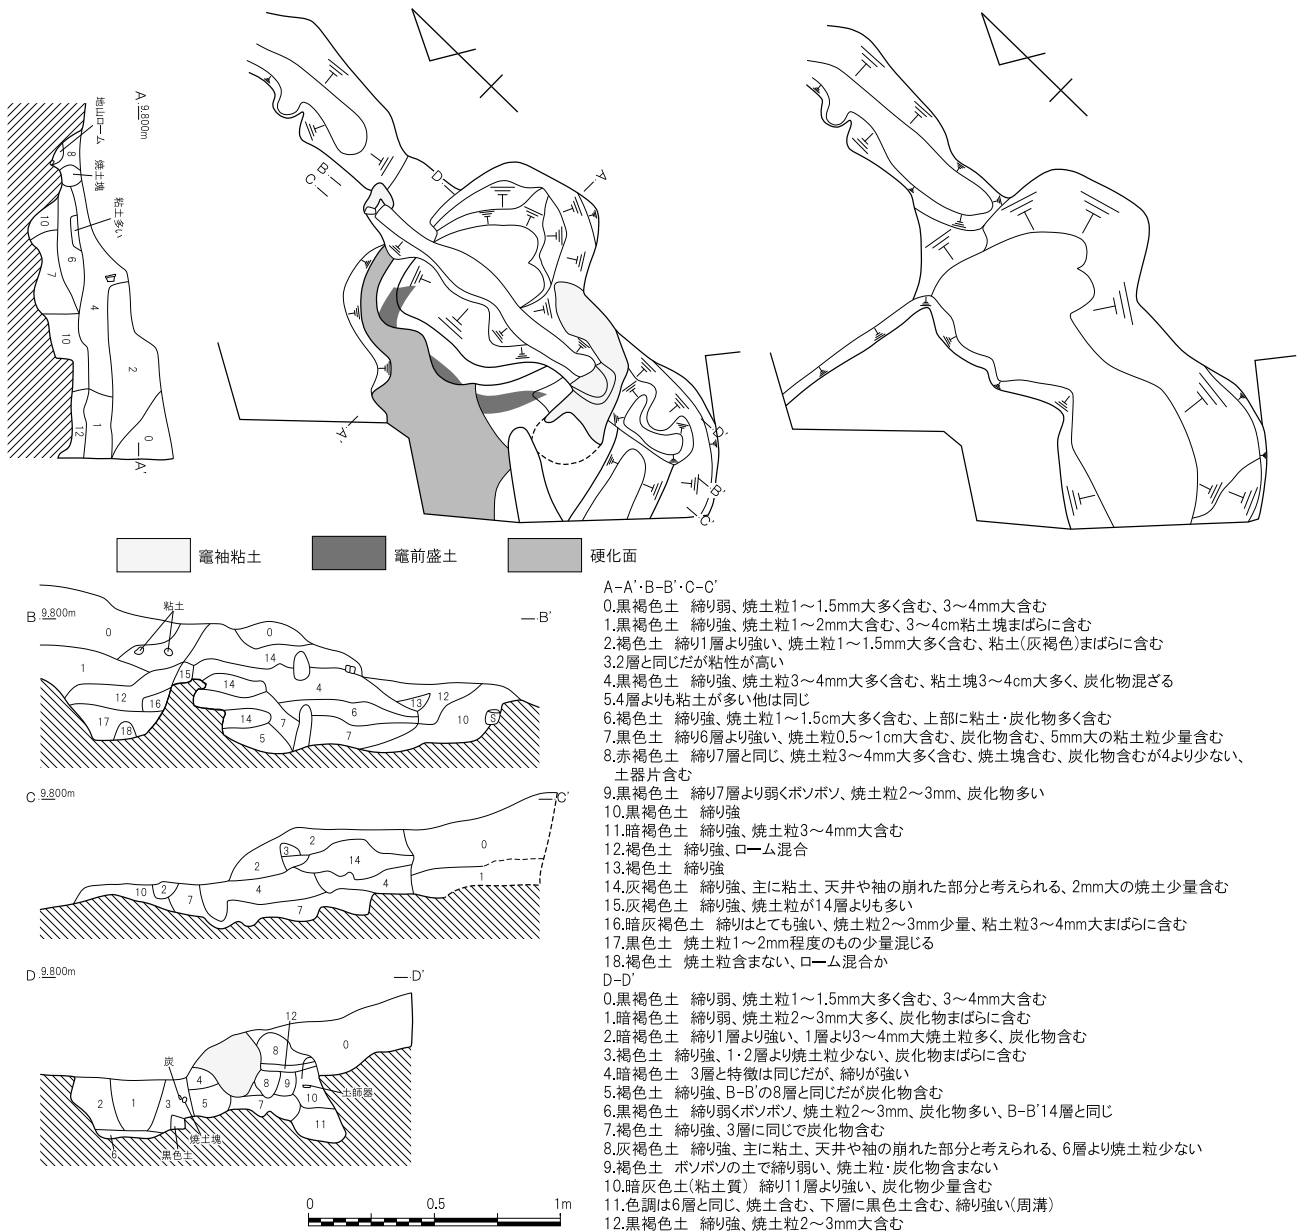 A 9.800m
地山ローム
焼土塊
粘土多い
8
10
6
7
4
10
2
12
1
0
A'
A
B
C
D
A'
D'
B'
C'
竈袖粘土
竈前盛土
硬化面
B 9.800m
B'
粘土
0
0
14
1
15
14
4
12
16
13
12
17
18
14
7
6
10
S
5
7
C 9.800m
C'
2
3
14
0
2
10
2
7
4
4
1
7
D 9.800m
D'
12
8
0
炭
4
8
9
土師器
2
1
3
5
7
10
11
焼土塊
6
黒色土
0
0.5
1m
A-A'・B-B'・C-C'
0.黒褐色土 締り弱、焼土粒1～1.5mm大多く含む、3～4mm大含む
1.黒褐色土 締り強、焼土粒1～2mm大含む、3～4cm粘土塊まばらに含む
2.褐色土 締り1層より強い、焼土粒1～1.5mm大多く含む、粘土(灰褐色)まばらに含む
3.2層と同じだが粘性が高い
4.黒褐色土 締り強、焼土粒3～4mm大多く含む、粘土塊3～4cm大多く、炭化物混ざる
5.4層よりも粘土が多い他は同じ
6.褐色土 締り強、焼土粒1～1.5cm大多く含む、上部に粘土・炭化物多く含む
7.黒色土 締り6層より強い、焼土粒0.5～1cm大含む、炭化物含む、5mm大の粘土粒少量含む
8.赤褐色土 締り7層と同じ、焼土粒3～4mm大多く含む、焼土塊含む、炭化物含むが4より少ない、
土器片含む
9.黒褐色土 締り7層より弱くボソボソ、焼土粒2～3mm、炭化物多い
10.黒褐色土 締り強
11.暗褐色土 締り強、焼土粒3～4mm大含む
12.褐色土 締り強、ローム混合
13.褐色土 締り強
14.灰褐色土 締り強、主に粘土、天井や袖の崩れた部分と考えられる、2mm大の焼土少量含む
15.灰褐色土 締り強、焼土粒が14層よりも多い
16.暗灰褐色土 締りはとても強い、焼土粒2～3mm少量、粘土粒3～4mm大まばらに含む
17.黒色土 焼土粒1～2mm程度のもの少量混じる
18.褐色土 焼土粒含まない、ローム混合か
D-D'
0.黒褐色土 締り弱、焼土粒1～1.5mm大多く含む、3～4mm大含む
1.暗褐色土 締り弱、焼土粒2～3mm大多く、炭化物まばらに含む
2.暗褐色土 締り1層より強い、1層より3～4mm大焼土粒多く、炭化物含む
3.褐色土 締り強、1・2層より焼土粒少ない、炭化物まばらに含む
4.暗褐色土 3層と特徴は同じだが、締りが強い
5.褐色土 締り強、B-B'の8層と同じだが炭化物含む
6.黒褐色土 締り弱くボソボソ、焼土粒2～3mm、炭化物多い、B-B'14層と同じ
7.褐色土 締り強、3層に同じで炭化物含む
8.灰褐色土 締り強、主に粘土、天井や袖の崩れた部分と考えられる、6層より焼土粒少ない
9.褐色土 ボソボソの土で締り弱い、焼土粒・炭化物含まない
10.暗灰色土(粘土質) 締り11層より強い、炭化物少量含む
11.色調は6層と同じ、焼土含む、下層に黒色土含む、締り強い(周溝)
12.黒褐色土 締り強、焼土粒2～3mm大含む